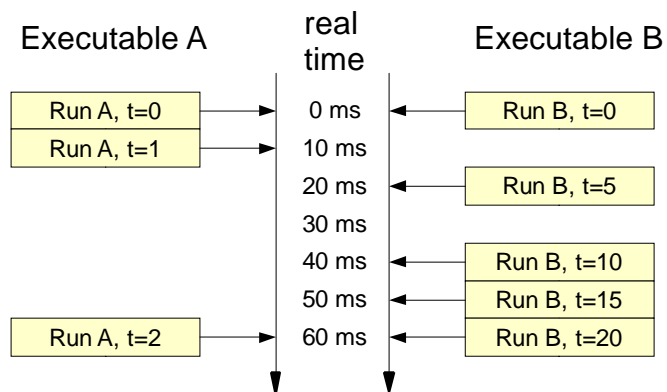 Executable A
real
time
Executable B
Run A, t=0
0 ms
Run B, t=0
Run A, t=1
10 ms
20 ms
Run B, t=5
30 ms
40 ms
Run B, t=10
50 ms
Run B, t=15
Run A, t=2
60 ms
Run B, t=20